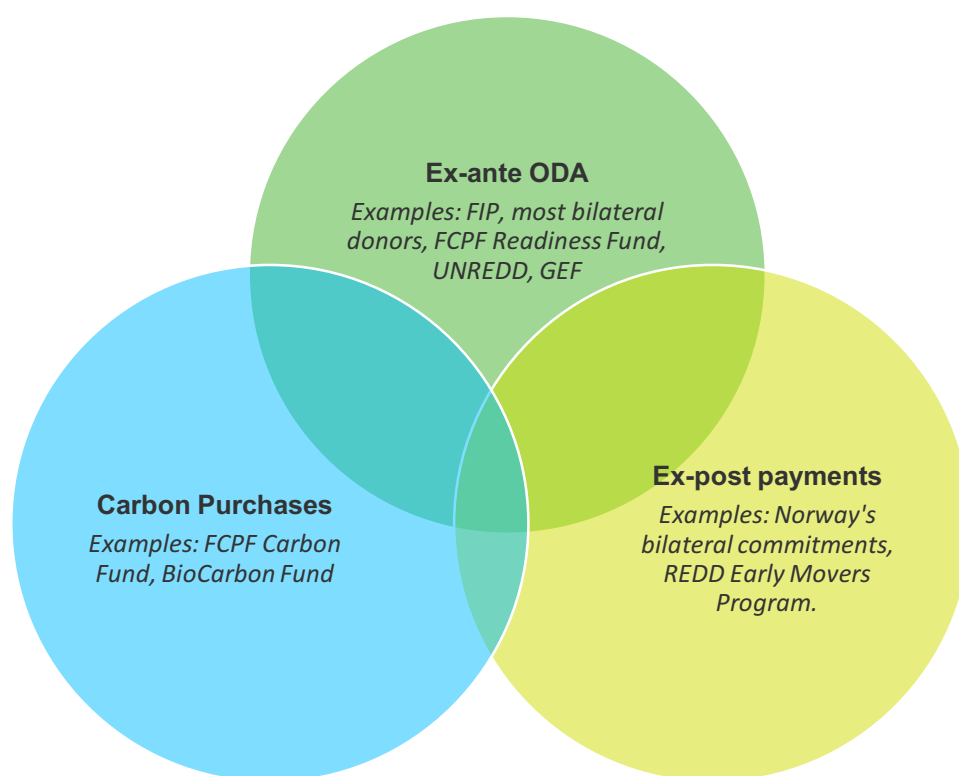 Ex-ante ODA
Examples: FIP, most bilateral
donors, FCPF Readiness Fund,
UNREDD, GEF
Carbon Purchases
Examples: FCPF Carbon
Fund, BioCarbon Fund
Ex-post payments
Examples: Norway's
bilateral commitments,
REDD Early Movers
Program.